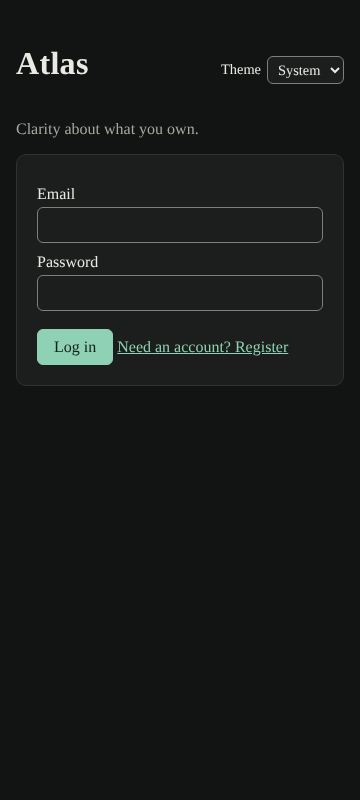 Atlas
Theme System
Clarity about what you own.
Email
Password
Log in Need an account? Register